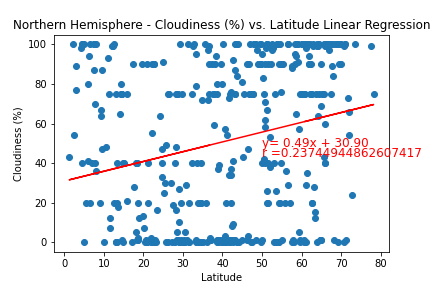 Northern Hemisphere - Cloudiness (%) vs. Latitude Linear Regression
100
80
60
40
20
0
Cloudiness (%)
y= 0.49x + 30.90
r =0.23744944862607417
0 10 20 30 40 50 60 70 80
Latitude